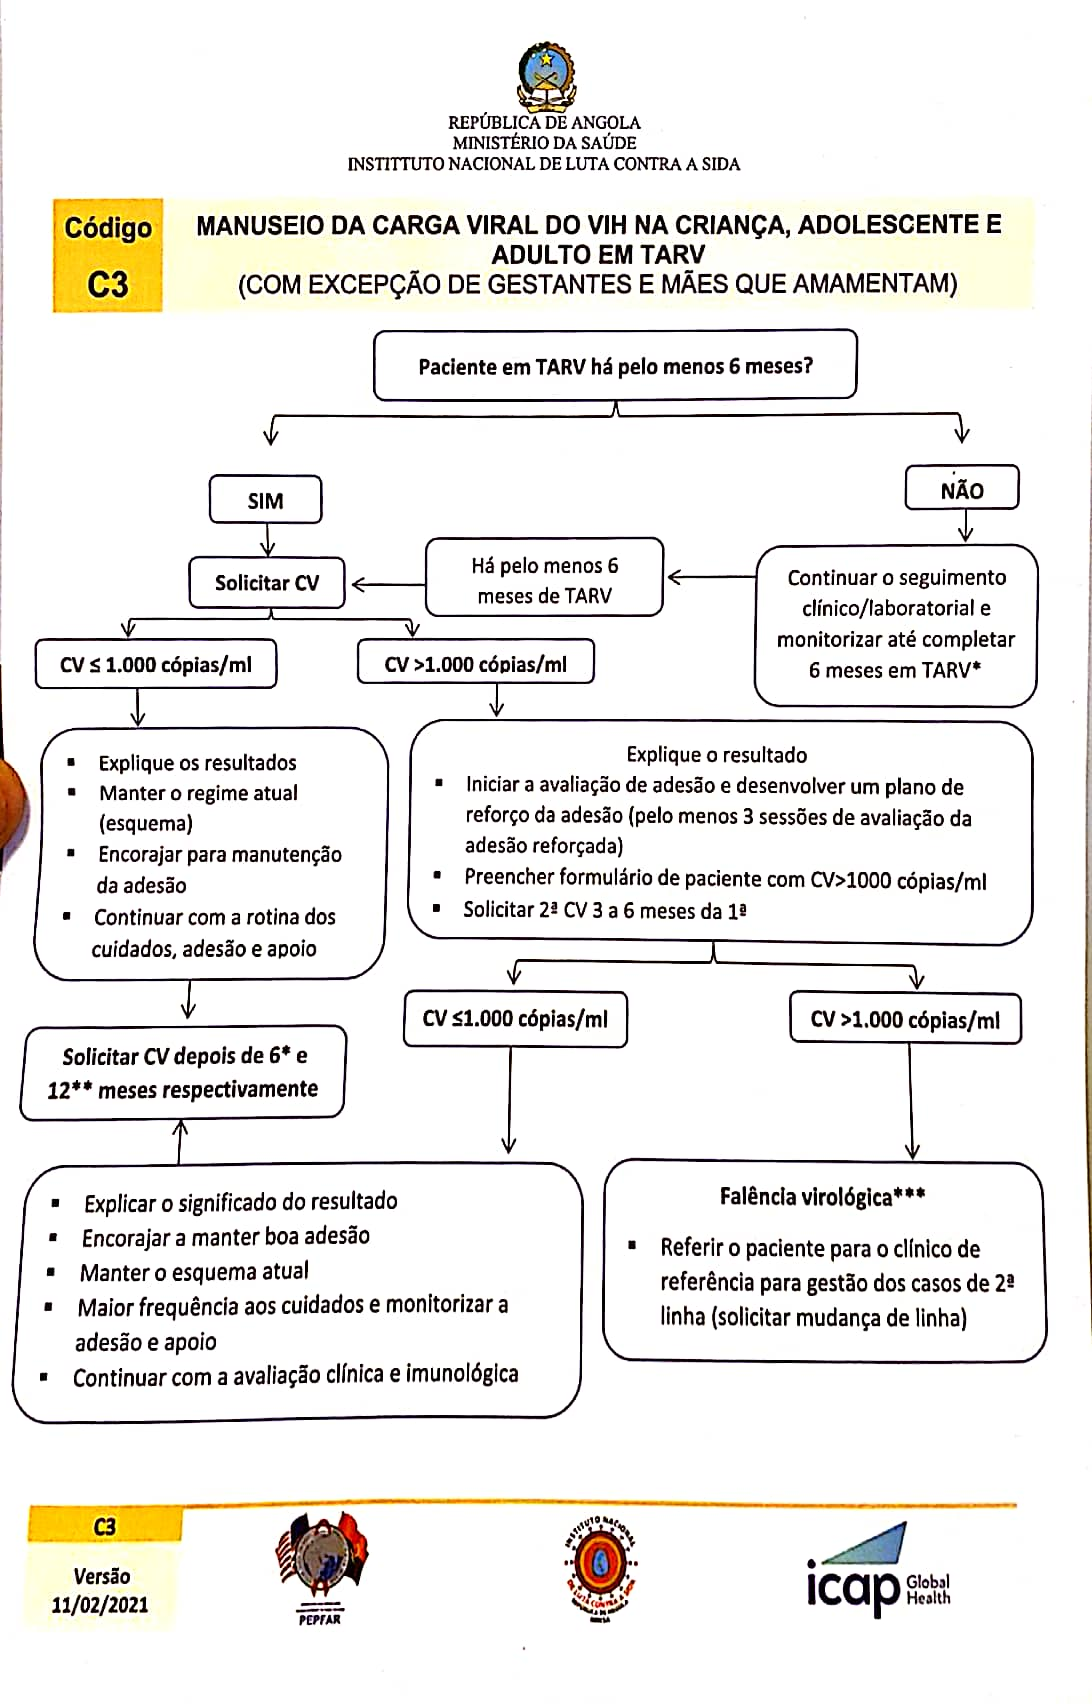 REPÚBLICA DE ANGOLA
MINISTÉRIO DA SAÚDE
INSTITTUTO NACIONAL DE LUTA CONTRA A SIDA
Código
C3
MANUSEIO DA CARGA VIRAL DO VIH NA CRIANÇA, ADOLESCENTE E
ADULTO EM TARV
(COM EXCEPÇÃO DE GESTANTES E MÃES QUE AMAMENTAM)
Paciente em TARV há pelo menos 6 meses?
SIM
NÃO
Solicitar CV
Há pelo menos 6
meses de TARV
Continuar o seguimento
clínico/laboratorial e
monitorizar até completar
6 meses em TARV*
CV ≤ 1.000 cópias/ml
CV >1.000 cópias/ml
▪ Explique os resultados
▪ Manter o regime atual
(esquema)
▪ Encorajar para manutenção
da adesão
▪ Continuar com a rotina dos
cuidados, adesão e apoio
Explique o resultado
▪ Iniciar a avaliação de adesão e desenvolver um plano de
reforço da adesão (pelo menos 3 sessões de avaliação da
adesão reforçada)
▪ Preencher formulário de paciente com CV>1000 cópias/ml
▪ Solicitar 2ª CV 3 a 6 meses da 1ª
CV ≤1.000 cópias/ml
CV >1.000 cópias/ml
Solicitar CV depois de 6* e
12** meses respectivamente
▪ Explicar o significado do resultado
▪ Encorajar a manter boa adesão
▪ Manter o esquema atual
▪ Maior frequência aos cuidados e monitorizar a
adesão e apoio
▪ Continuar com a avaliação clínica e imunológica
Falência virológica***
▪ Referir o paciente para o clínico de
referência para gestão dos casos de 2ª
linha (solicitar mudança de linha)
C3
Versão
11/02/2021
PEPFAR
INSTITUTO NACIONAL
DE LUTA CONTRA A SIDA
icap Global
Health